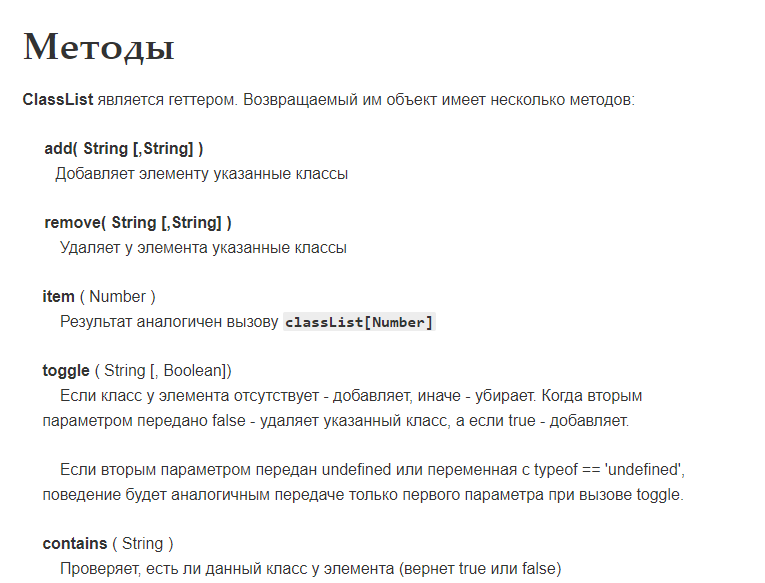 Методы
ClassList является геттером. Возвращаемый им объект имеет несколько методов:
add( String [,String] )
Добавляет элементу указанные классы
remove( String [,String] )
Удаляет у элемента указанные классы
item ( Number )
Результат аналогичен вызову classList[Number]
toggle ( String [, Boolean])
Если класс у элемента отсутствует - добавляет, иначе - убирает. Когда вторым
параметром передано false - удаляет указанный класс, а если true - добавляет.
Если вторым параметром передан undefined или переменная с typeof == 'undefined',
поведение будет аналогичным передаче только первого параметра при вызове toggle.
contains ( String )
Проверяет, есть ли данный класс у элемента (вернет true или false)